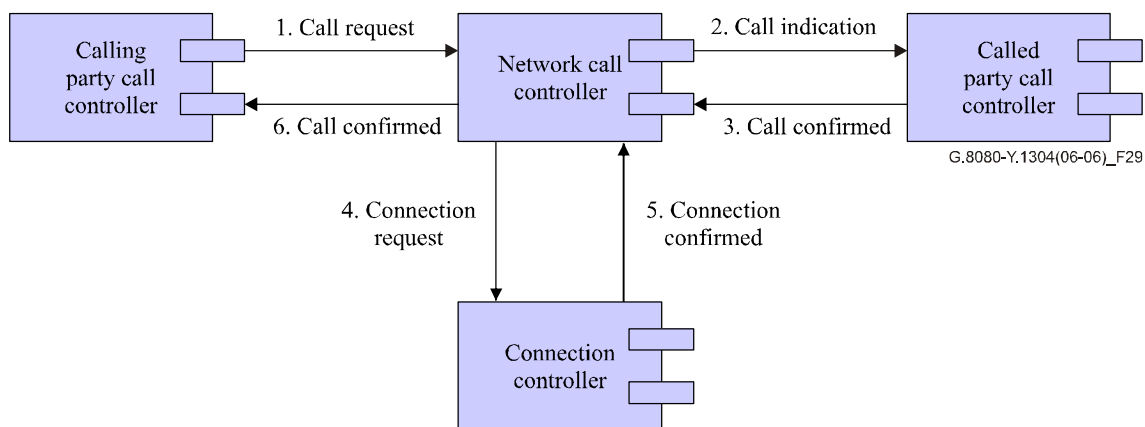 Calling
party call
controller
1. Call request
6. Call confirmed
Network call
controller
2. Call indication
3. Call confirmed
Called
party call
controller
G.8080-Y.1304(06-06)_F29
4. Connection
request
5. Connection
confirmed
Connection
controller